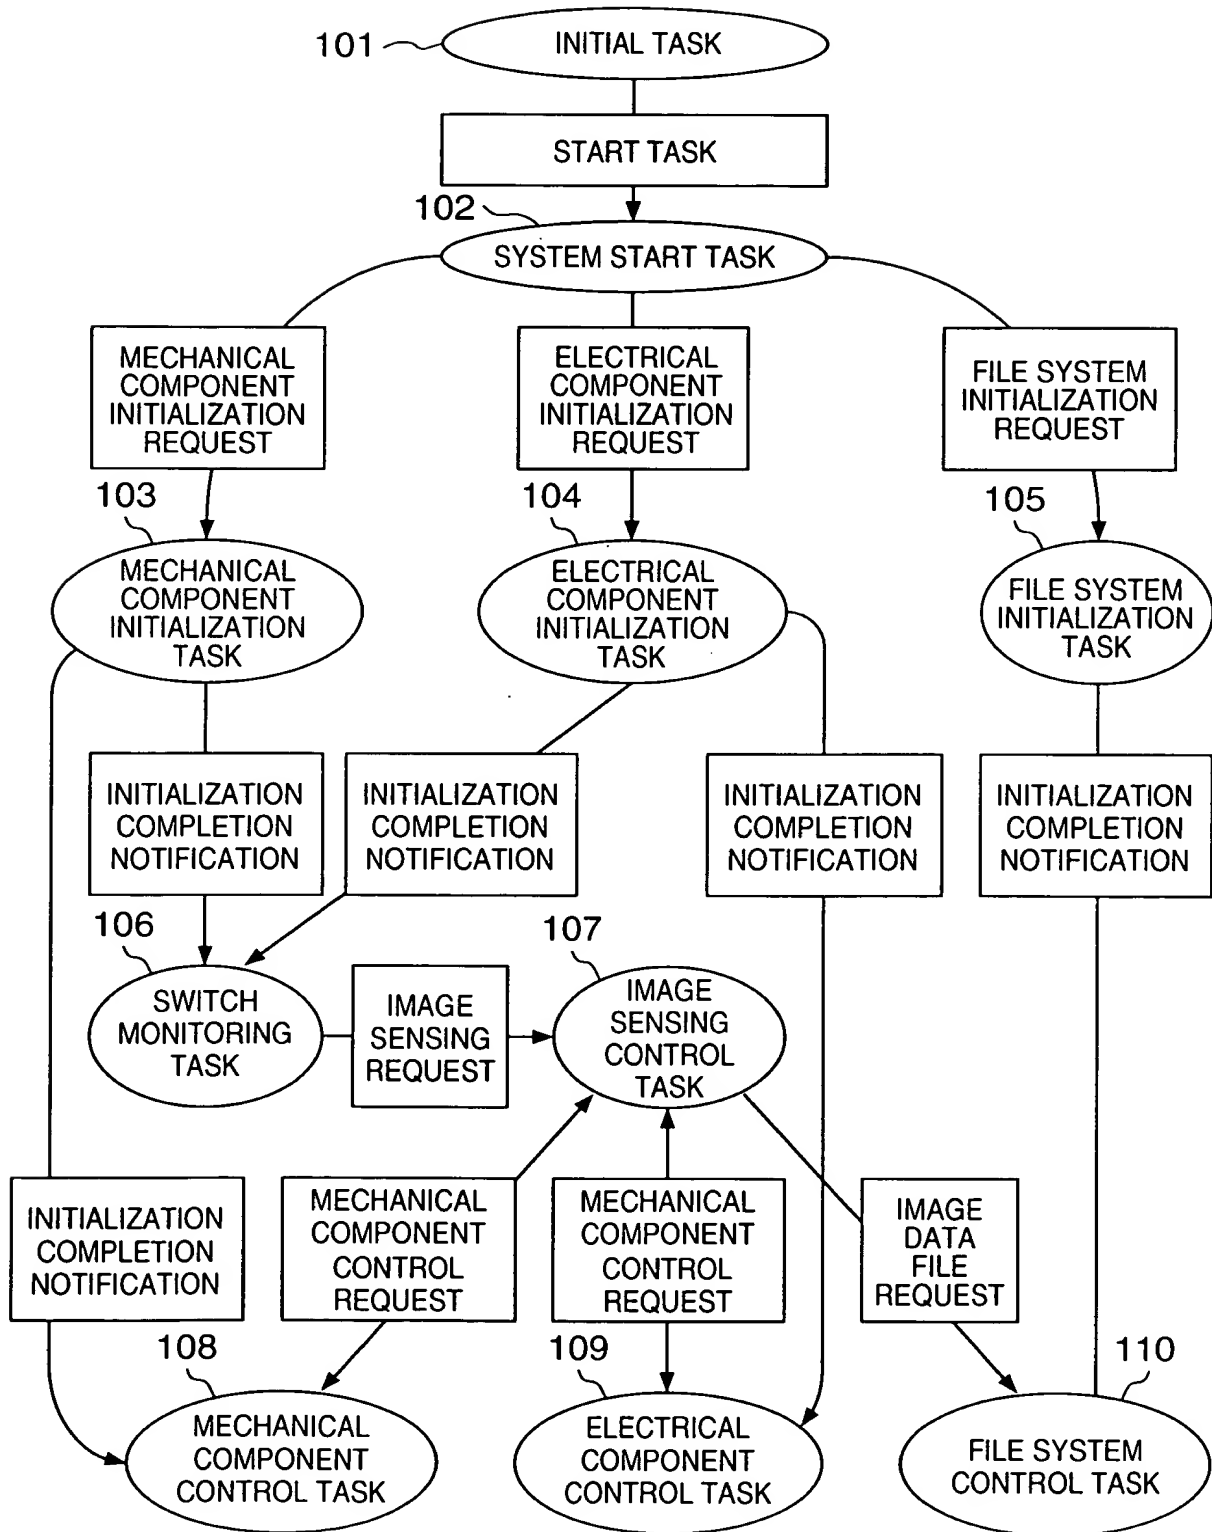 101
INITIAL TASK
START TASK
102
SYSTEM START TASK
MECHANICAL
COMPONENT
INITIALIZATION
REQUEST
ELECTRICAL
COMPONENT
INITIALIZATION
REQUEST
FILE SYSTEM
INITIALIZATION
REQUEST
103
104
105
MECHANICAL
COMPONENT
INITIALIZATION
TASK
ELECTRICAL
COMPONENT
INITIALIZATION
TASK
FILE SYSTEM
INITIALIZATION
TASK
INITIALIZATION
COMPLETION
NOTIFICATION
INITIALIZATION
COMPLETION
NOTIFICATION
INITIALIZATION
COMPLETION
NOTIFICATION
INITIALIZATION
COMPLETION
NOTIFICATION
106
107
SWITCH
MONITORING
TASK
IMAGE
SENSING
REQUEST
IMAGE
SENSING
CONTROL
TASK
INITIALIZATION
COMPLETION
NOTIFICATION
MECHANICAL
COMPONENT
CONTROL
REQUEST
MECHANICAL
COMPONENT
CONTROL
REQUEST
IMAGE
DATA
FILE
REQUEST
108
109
110
MECHANICAL
COMPONENT
CONTROL TASK
ELECTRICAL
COMPONENT
CONTROL TASK
FILE SYSTEM
CONTROL TASK